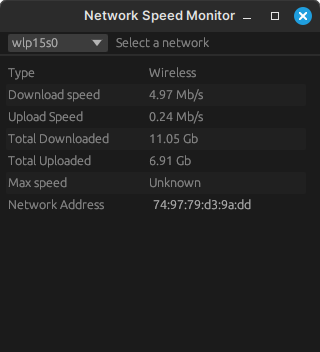 Network Speed Monitor
wlp15s0 Select a network
Type Wireless
Download speed 4.97 Mb/s
Upload Speed 0.24 Mb/s
Total Downloaded 11.05 Gb
Total Uploaded 6.91 Gb
Max speed Unknown
Network Address 74:97:79:d3:9a:dd